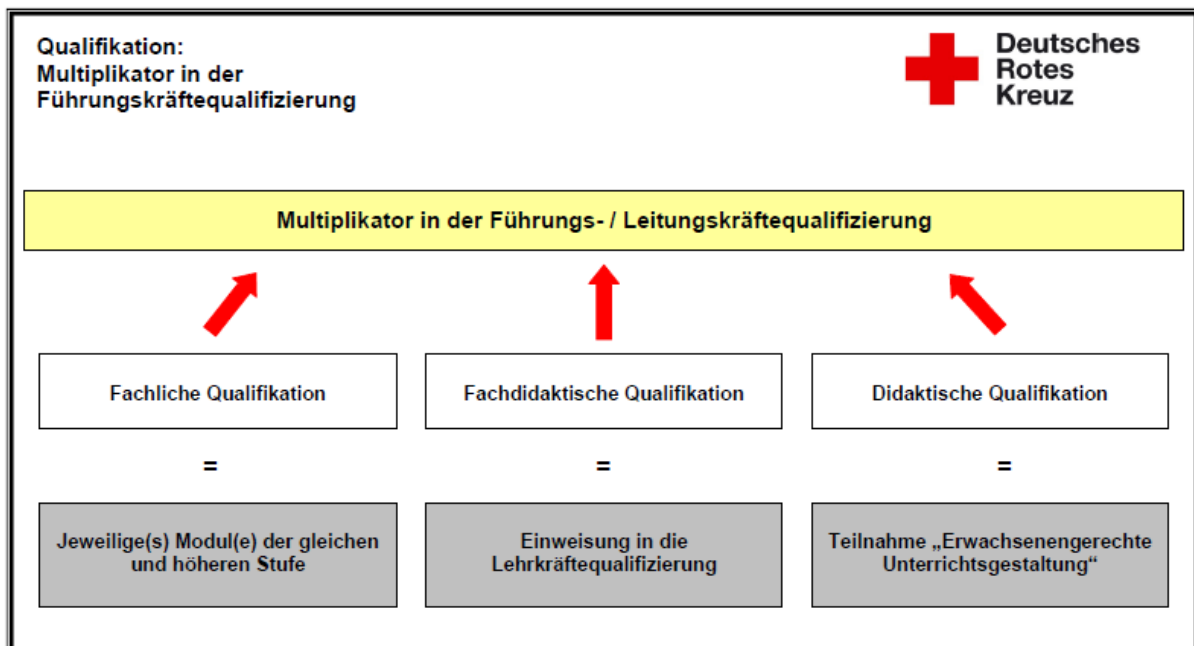 Qualifikation:
Multiplikator in der
Führungskräftequalifizierung
Deutsches
Rotes
Kreuz
Multiplikator in der Führungs- / Leitungskräftequalifizierung
Fachliche Qualifikation
Fachdidaktische Qualifikation
Didaktische Qualifikation
=
=
=
Jeweilige(s) Modul(e) der gleichen
und höheren Stufe
Einweisung in die
Lehrkräftequalifizierung
Teilnahme „Erwachsenengerechte
Unterrichtsgestaltung“